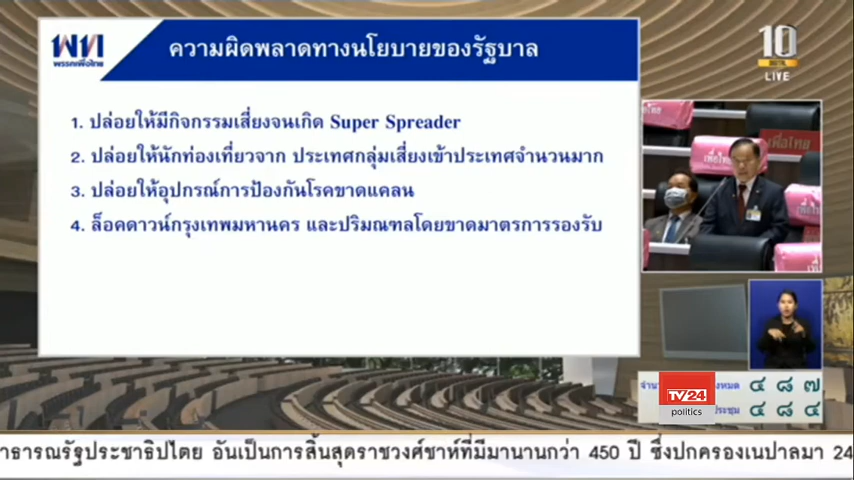 พท
พรรคเพื่อไทย
ความผิดพลาดทางนโยบายของรัฐบาล
10
DIGITAL
LIVE
1. ปล่อยให้มีกิจกรรมเสี่ยงจนเกิด Super Spreader
2. ปล่อยให้นักท่องเที่ยวจาก ประเทศกลุ่มเสี่ยงเข้าประเทศจำนวนมาก
3. ปล่อยให้อุปกรณ์การป้องกันโรคขาดแคลน
4. ล็อคดาวน์กรุงเทพมหานคร และปริมณฑลโดยขาดมาตรการรองรับ
เพื่อไทย
TV24
politics
๔๘๗
๔๘๔
าธารณรัฐประชาธิปไตย อันเป็นการสิ้นสุดราชวงศ์ชาห์ที่มีมานานกว่า 450 ปี ซึ่งปกครองเนปาลมา 24